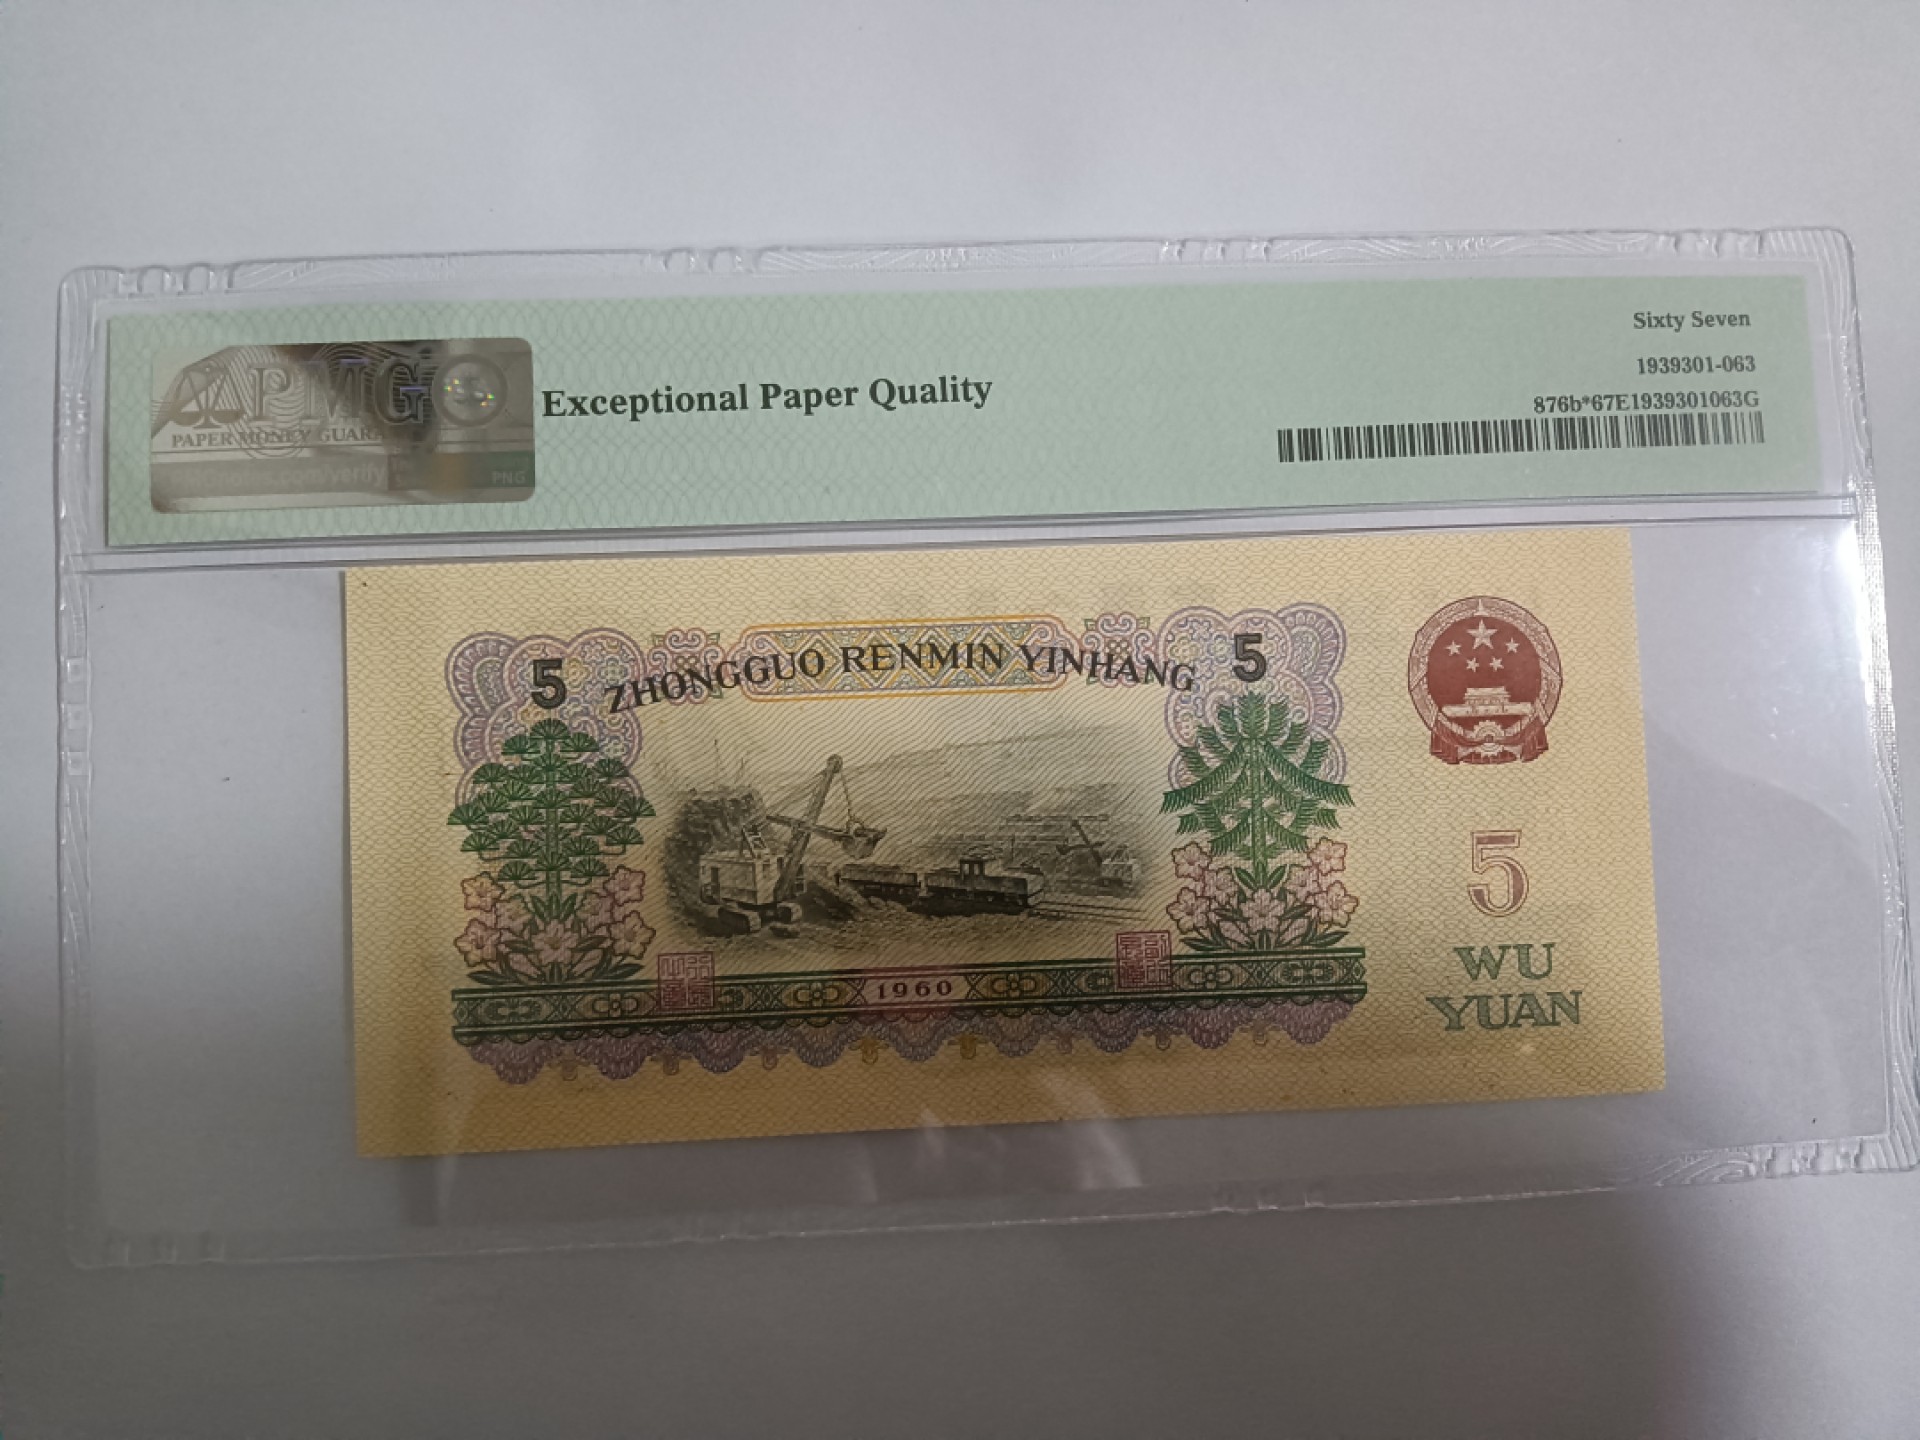 Sixty Seven
1939301-063
PMG
Exceptional Paper Quality
876b*67E1939301063G
PAPER MONEY
PNG
5 ZHONGGUO RENMIN YINHANG 5
5
WU
YUAN
1960